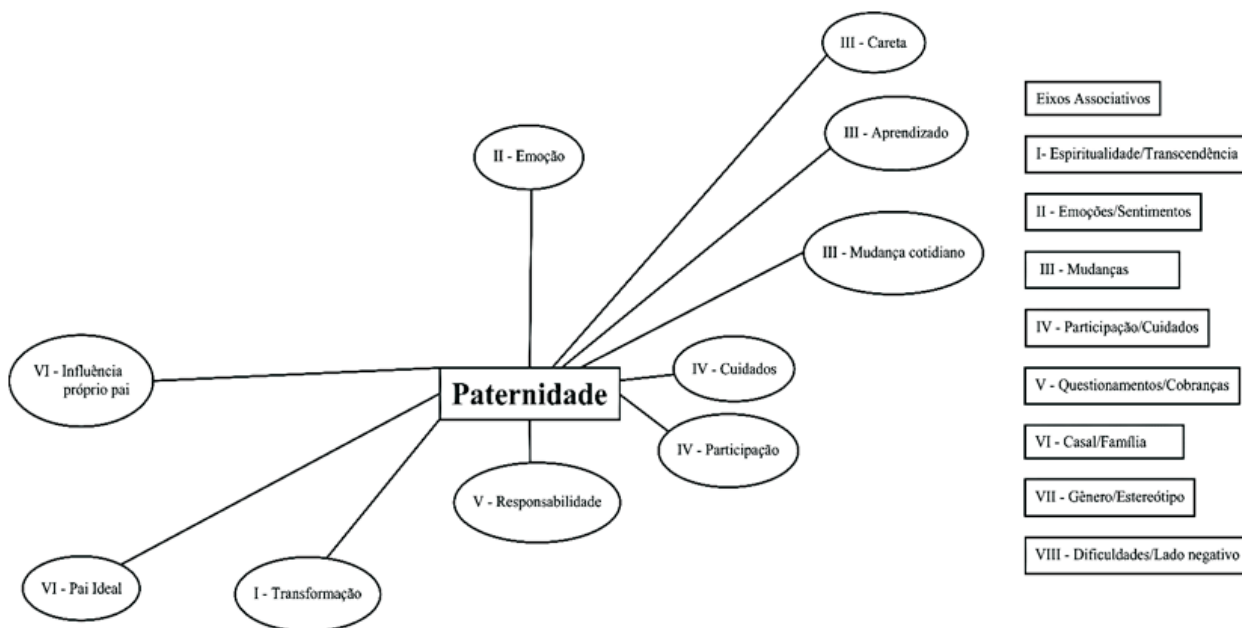 III - Careta
III - Aprendizado
II - Emoção
III - Mudança cotidiano
VI - Influência
próprio pai
Paternidade
IV - Cuidados
IV - Participação
V - Responsabilidade
VI - Pai Ideal
I - Transformação
Eixos Associativos
I- Espiritualidade/Transcendência
II - Emoções/Sentimentos
III - Mudanças
IV - Participação/Cuidados
V - Questionamentos/Cobranças
VI - Casal/Família
VII - Gênero/Estereótipo
VIII - Dificuldades/Lado negativo